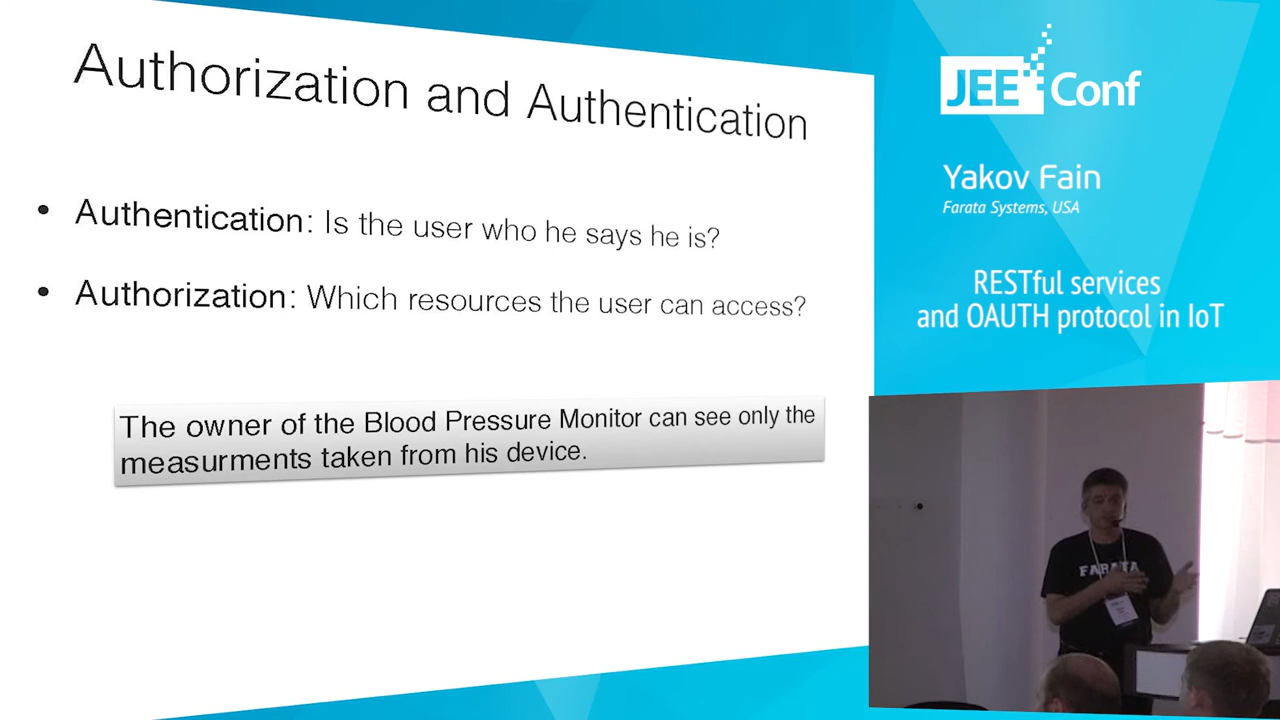 Authorization and Authentication
• Authentication: Is the user who he says he is?
• Authorization: Which resources the user can access?
The owner of the Blood Pressure Monitor can see only the
measurments taken from his device.
JEE Conf
Yakov Fain
Farata Systems, USA
RESTful services
and OAUTH protocol in IoT
FARATA